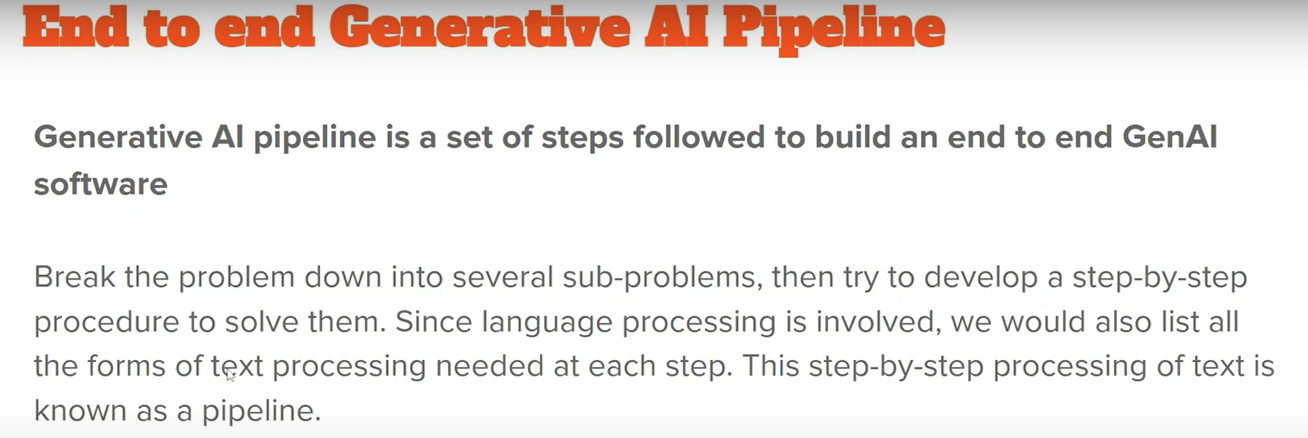 End to end Generative AI Pipeline
Generative AI pipeline is a set of steps followed to build an end to end GenAI
software
Break the problem down into several sub-problems, then try to develop a step-by-step
procedure to solve them. Since language processing is involved, we would also list all
the forms of text processing needed at each step. This step-by-step processing of text is
known as a pipeline.